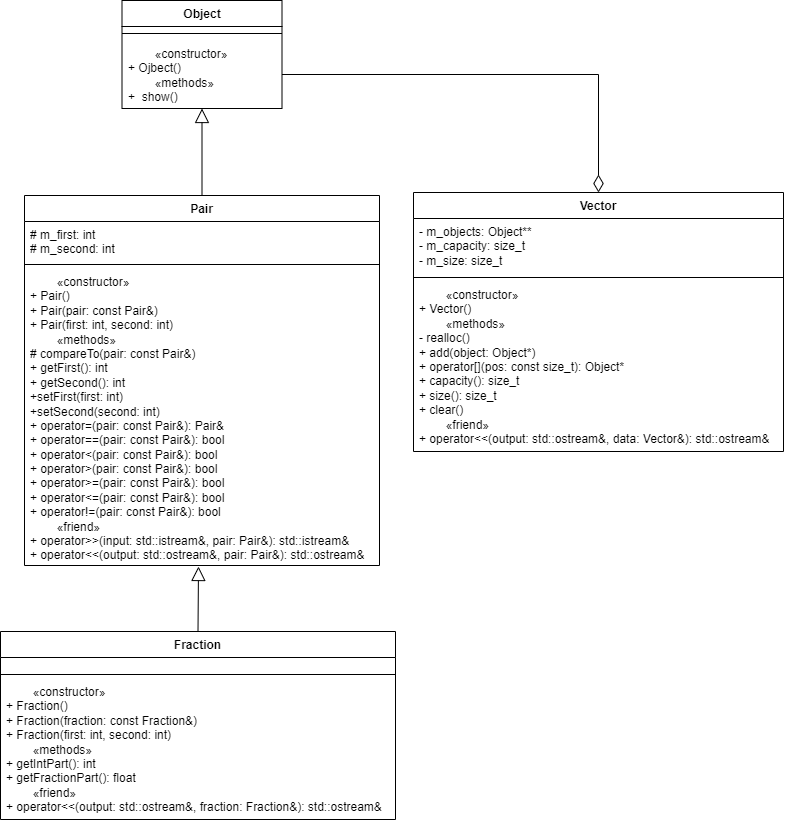 Object
«constructor»
+ Ojbect()
«methods»
+ show()
Pair
# m_first: int
# m_second: int
«constructor»
+ Pair()
+ Pair(pair: const Pair&)
+ Pair(first: int, second: int)
«methods»
# compareTo(pair: const Pair&)
+ getFirst(): int
+ getSecond(): int
+setFirst(first: int)
+setSecond(second: int)
+ operator=(pair: const Pair&): Pair&
+ operator==(pair: const Pair&): bool
+ operator<(pair: const Pair&): bool
+ operator>(pair: const Pair&): bool
+ operator>=(pair: const Pair&): bool
+ operator<=(pair: const Pair&): bool
+ operator!=(pair: const Pair&): bool
«friend»
+ operator>>(input: std::istream&, pair: Pair&): std::istream&
+ operator<<(output: std::ostream&, pair: Pair&): std::ostream&
Vector
- m_objects: Object**
- m_capacity: size_t
- m_size: size_t
«constructor»
+ Vector()
«methods»
- realloc()
+ add(object: Object*)
+ operator[](pos: const size_t): Object*
+ capacity(): size_t
+ size(): size_t
+ clear()
«friend»
+ operator<<(output: std::ostream&, data: Vector&): std::ostream&
Fraction
«constructor»
+ Fraction()
+ Fraction(fraction: const Fraction&)
+ Fraction(first: int, second: int)
«methods»
+ getIntPart(): int
+ getFractionPart(): float
«friend»
+ operator<<(output: std::ostream&, fraction: Fraction&): std::ostream&